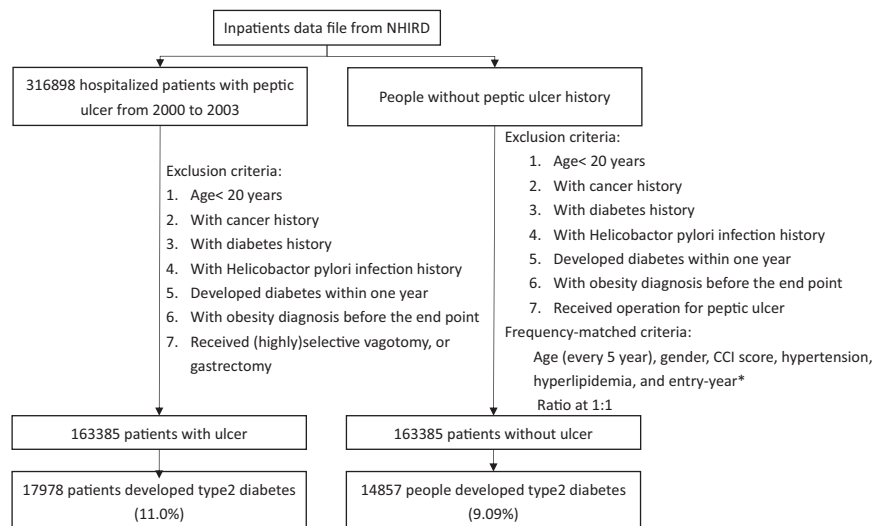 Inpatients data file from NHIRD
316898 hospitalized patients with peptic
ulcer from 2000 to 2003
People without peptic ulcer history
Exclusion criteria:
1. Age< 20 years
2. With cancer history
3. With diabetes history
4. With Helicobactor pylori infection history
5. Developed diabetes within one year
6. With obesity diagnosis before the end point
7. Received (highly)selective vagotomy, or
gastrectomy
Exclusion criteria:
1. Age< 20 years
2. With cancer history
3. With diabetes history
4. With Helicobactor pylori infection history
5. Developed diabetes within one year
6. With obesity diagnosis before the end point
7. Received operation for peptic ulcer
Frequency-matched criteria:
Age (every 5 year), gender, CCI score, hypertension,
hyperlipidemia, and entry-year*
Ratio at 1:1
163385 patients with ulcer
163385 patients without ulcer
17978 patients developed type2 diabetes
(11.0%)
14857 people developed type2 diabetes
(9.09%)